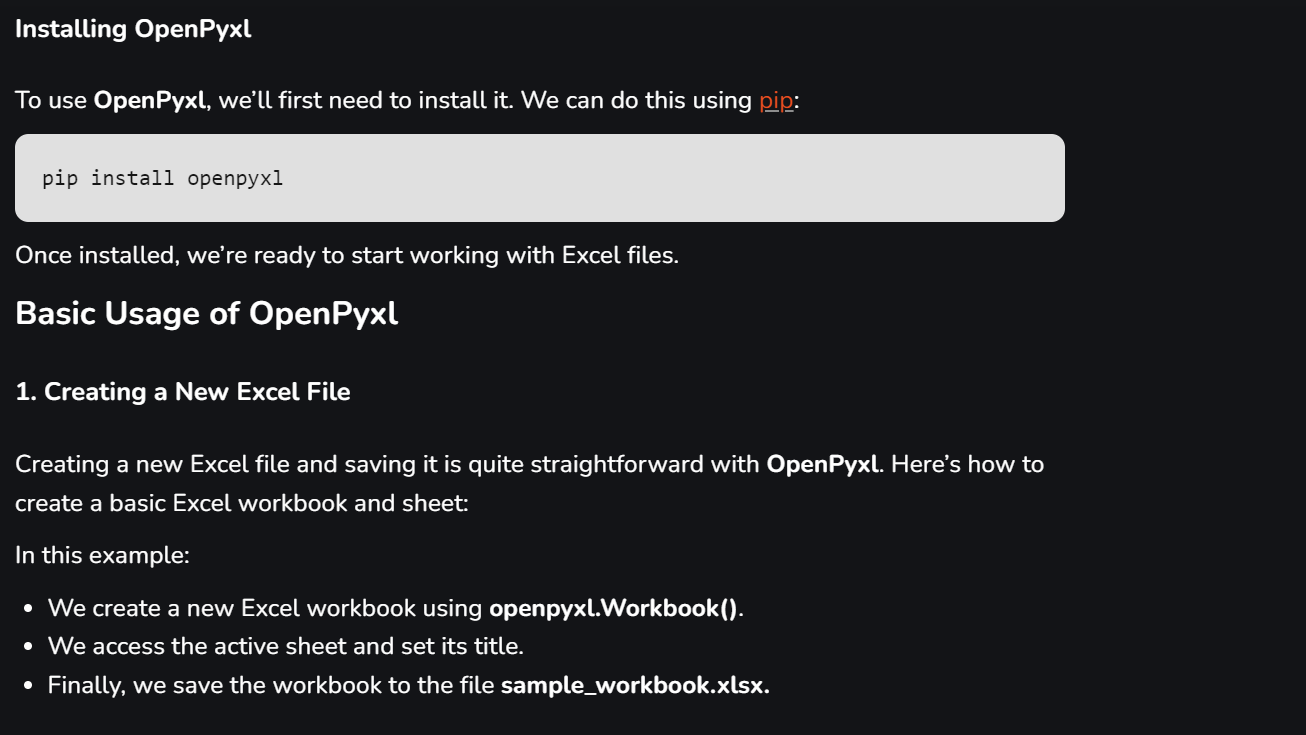 Installing OpenPyxl
To use OpenPyxl, we’ll first need to install it. We can do this using pip:
pip install openpyxl
Once installed, we’re ready to start working with Excel files.
Basic Usage of OpenPyxl
1. Creating a New Excel File
Creating a new Excel file and saving it is quite straightforward with OpenPyxl. Here’s how to
create a basic Excel workbook and sheet:
In this example:
• We create a new Excel workbook using openpyxl.Workbook().
• We access the active sheet and set its title.
• Finally, we save the workbook to the file sample_workbook.xlsx.